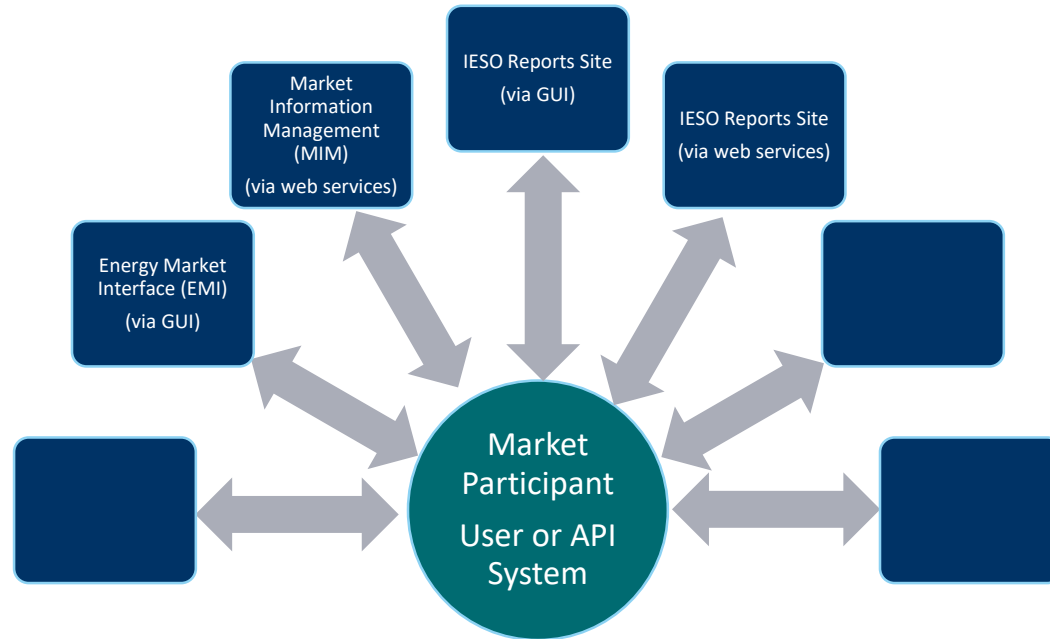 IESO Reports Site
(via GUI)
Market
Information
Management
(MIM)
(via web services)
IESO Reports Site
(via web services)
Energy Market
Interface (EMI)
(via GUI)
Market
Participant
User or API
System